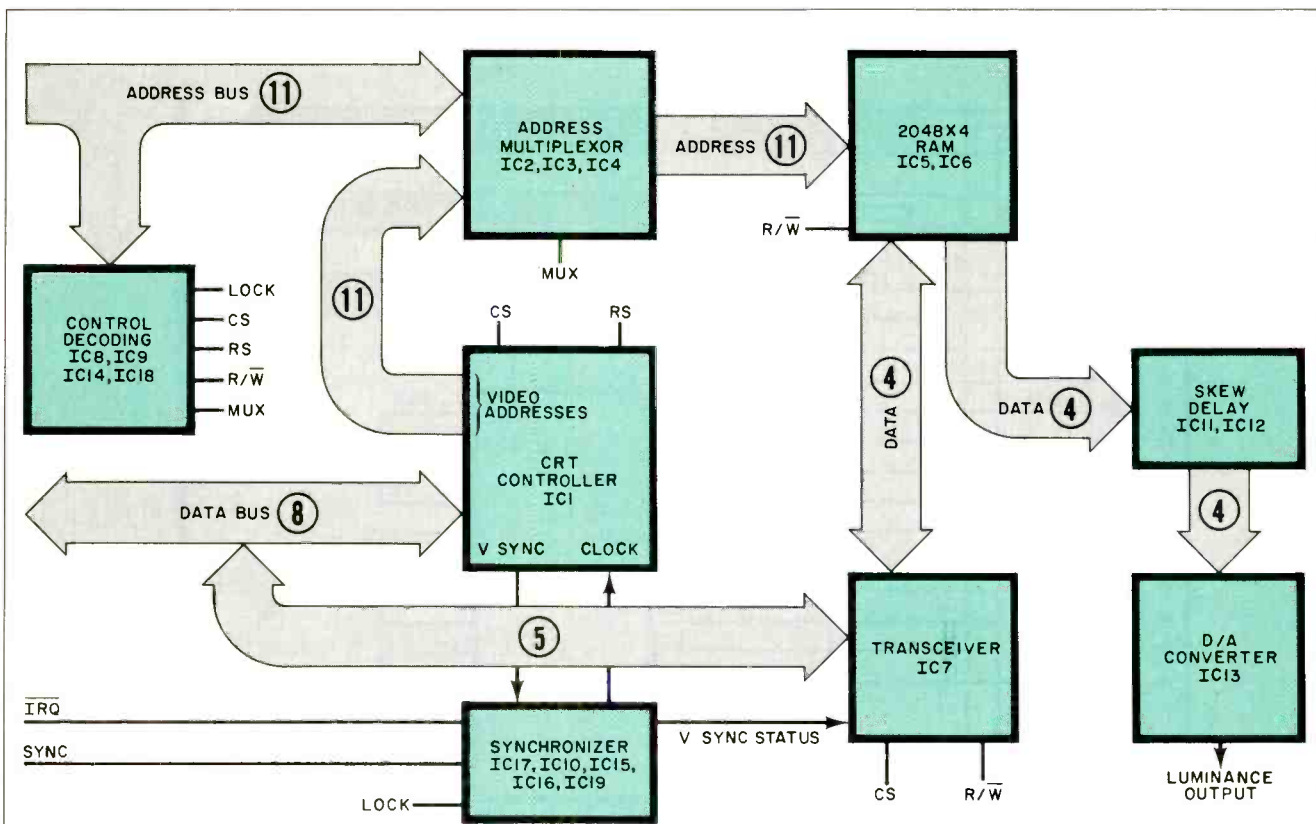 ADDRESS BUS 11
ADDRESS
MULTIPLEXOR
IC2, IC3, IC4
MUX
ADDRESS 11
2048X4
RAM
IC5, IC6
R/W̅
CONTROL
DECODING
IC8, IC9
IC14, IC18
LOCK
CS
RS
R/W̅
MUX
11
CS
RS
VIDEO
ADDRESSES
CRT
CONTROLLER
IC1
V SYNC
CLOCK
DATA BUS 8
5
4
DATA
DATA 4
SKEW
DELAY
IC11, IC12
4
TRANSCEIVER
IC7
CS
R/W̅
D/A
CONVERTER
IC13
LUMINANCE
OUTPUT
I̅R̅Q̅
SYNC
SYNCHRONIZER
IC17, IC10, IC15,
IC16, IC19
LOCK
V SYNC STATUS